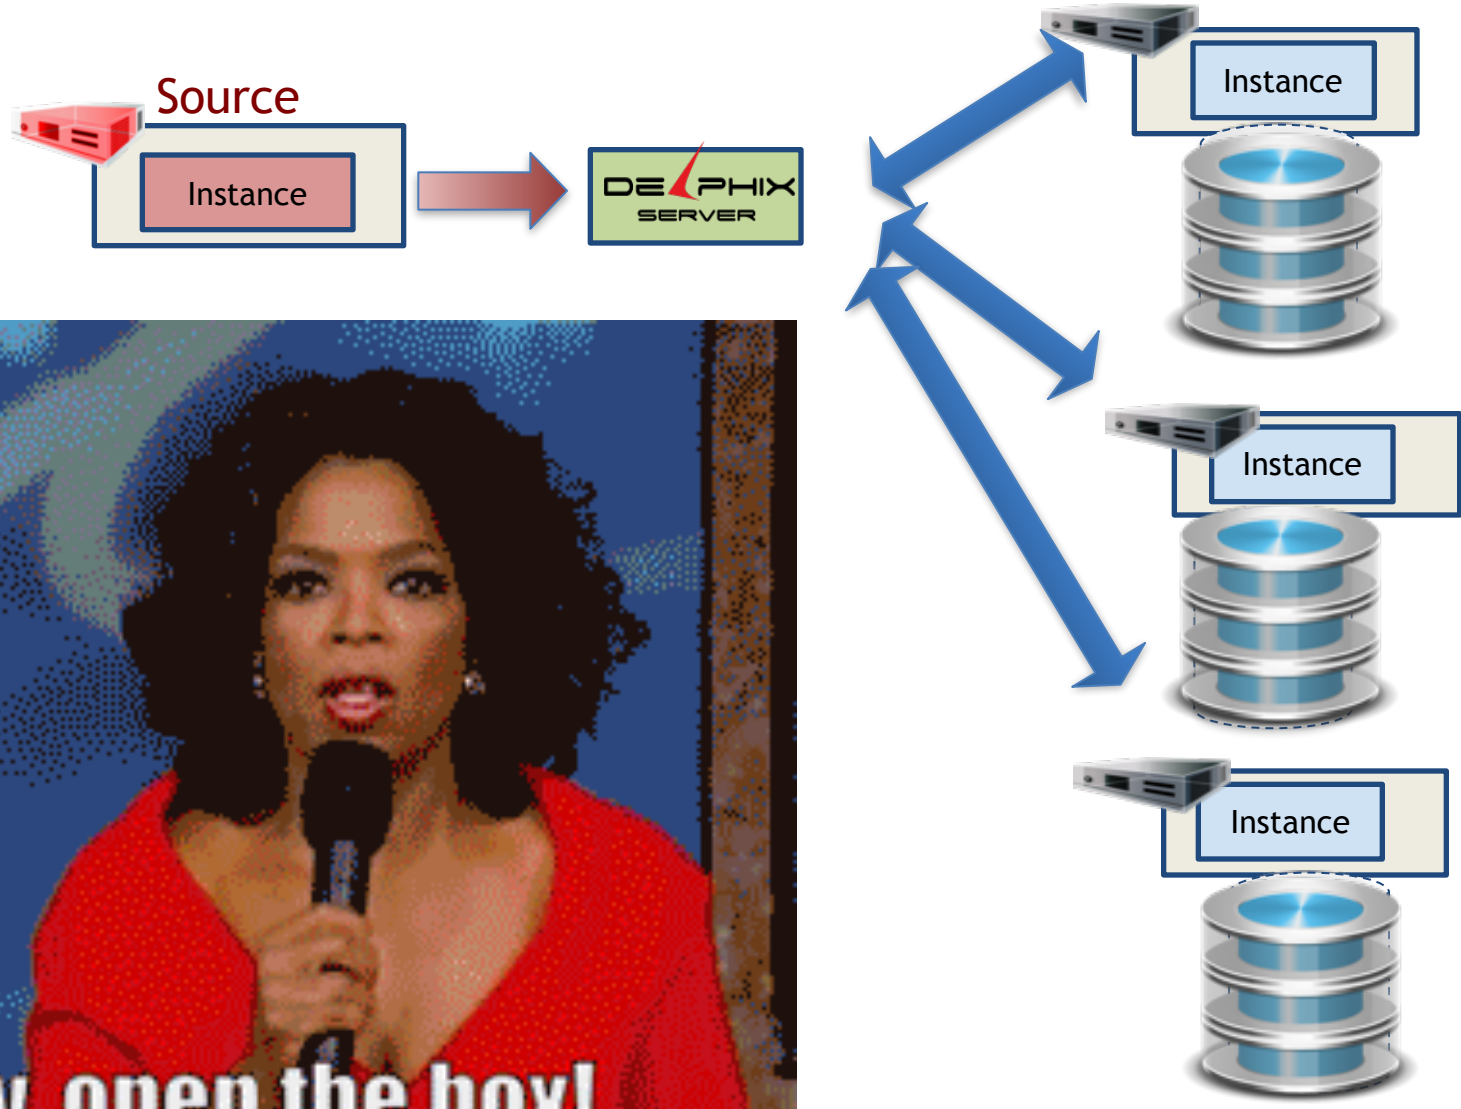 Source
Instance
DELPHIX
SERVER
Instance
Instance
Instance
open the box!